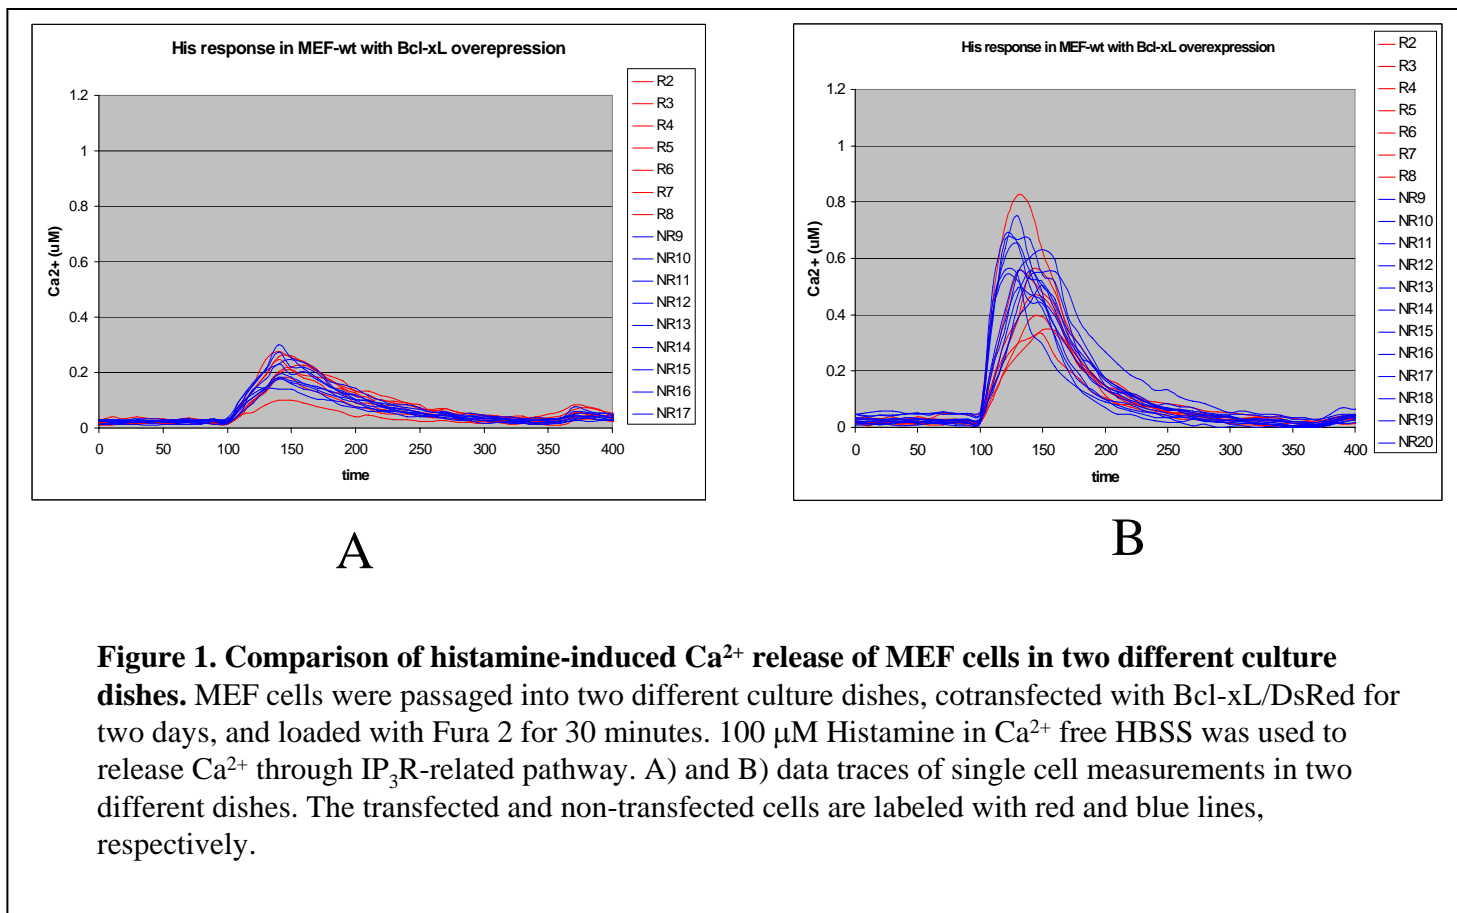 His response in MEF-wt with Bcl-xL overepression
1.2
1
0.8
0.6
0.4
0.2
0
Ca2+ (uM)
0 50 100 150 200 250 300 350 400
time
R2
R3
R4
R5
R6
R7
R8
NR9
NR10
NR11
NR12
NR13
NR14
NR15
NR16
NR17
A
His response in MEF-wt with Bcl-xL overexpression
1.2
1
0.8
0.6
0.4
0.2
0
Ca2+ (uM)
0 50 100 150 200 250 300 350 400
time
R2
R3
R4
R5
R6
R7
R8
NR9
NR10
NR11
NR12
NR13
NR14
NR15
NR16
NR17
NR18
NR19
NR20
B
Figure 1. Comparison of histamine-induced Ca²⁺ release of MEF cells in two different culture
dishes. MEF cells were passaged into two different culture dishes, cotransfected with Bcl-xL/DsRed for
two days, and loaded with Fura 2 for 30 minutes. 100 μM Histamine in Ca²⁺ free HBSS was used to
release Ca²⁺ through IP₃R-related pathway. A) and B) data traces of single cell measurements in two
different dishes. The transfected and non-transfected cells are labeled with red and blue lines,
respectively.